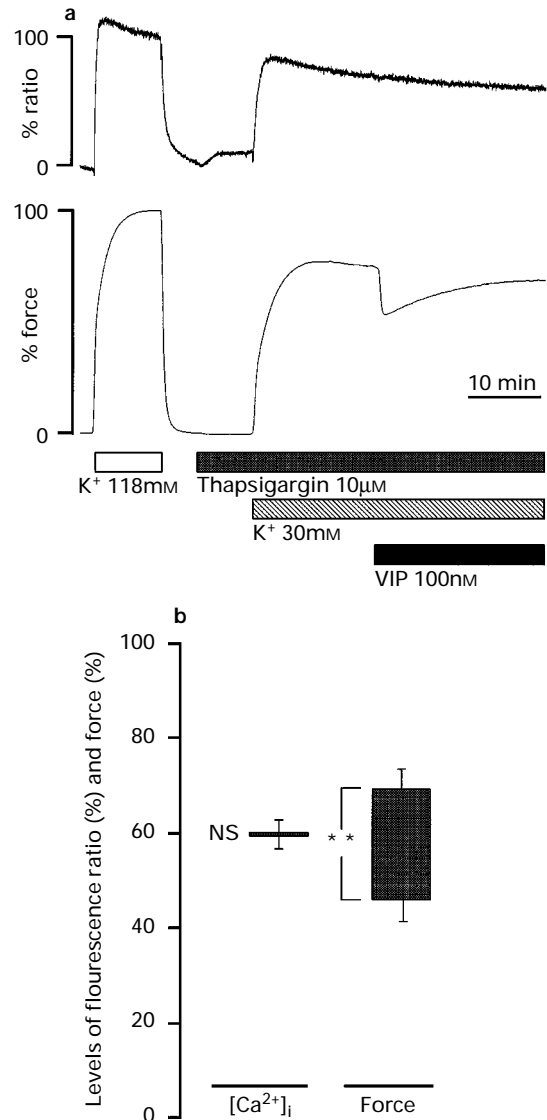 a
100
% ratio
0
100
% force
0
10 min
K⁺ 118mM
Thapsigargin 10μM
K⁺ 30mM
VIP 100nM
b
Levels of flourescence ratio (%) and force (%)
100
80
60
40
20
0
NS
**
[Ca²⁺]i
Force